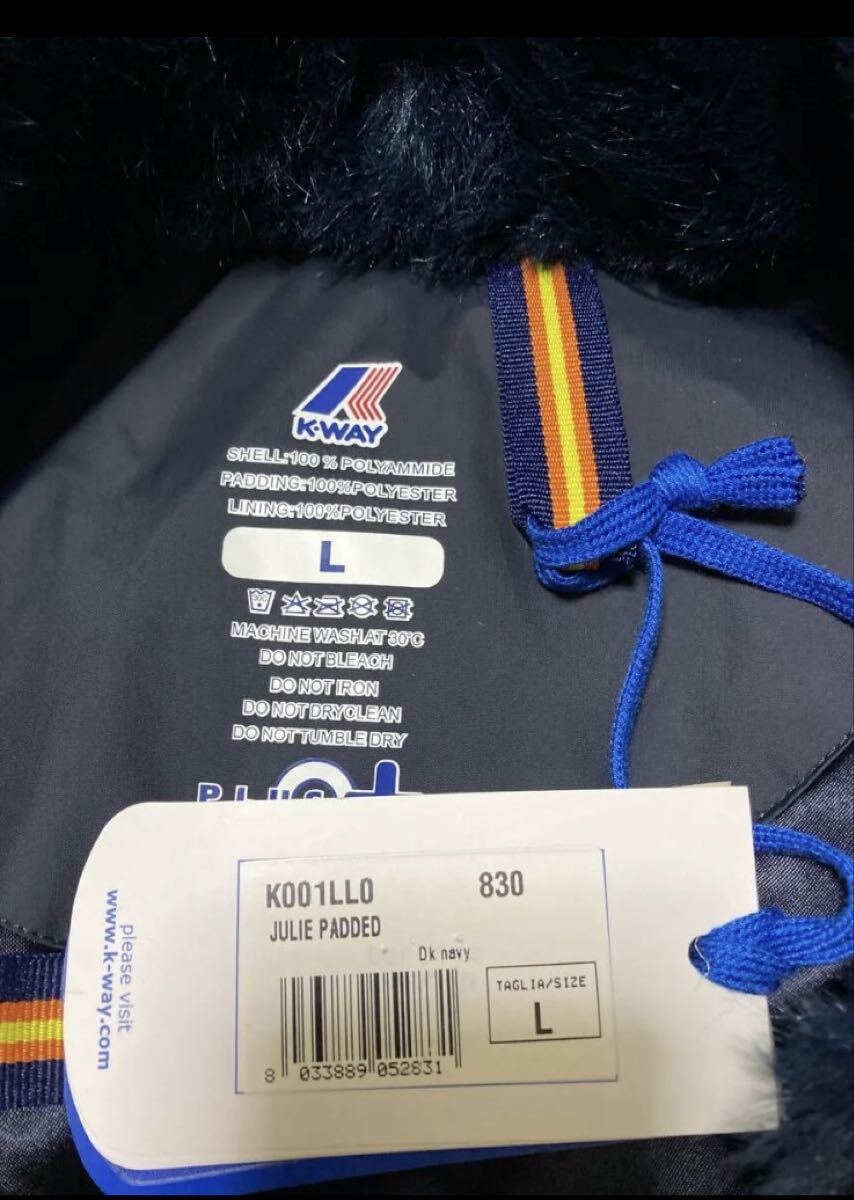 K-WAY
SHELL:100 % POLYAMMIDE
PADDING:100%POLYESTER
LINING:100%POLYESTER
L
30°C
MACHINE WASH AT 30°C
DO NOT BLEACH
DO NOT IRON
DO NOT DRYCLEAN
DO NOT TUMBLE DRY
please visit
www.k-way.com
K001LL0 830
JULIE PADDED
Dk navy
TAGLIA/SIZE
L
8 033889 052831